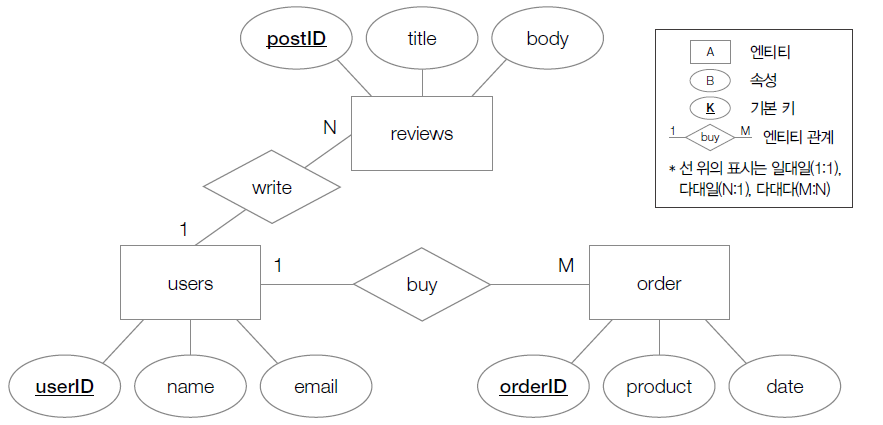 postID
title
body
reviews
N
write
1
users
1
buy
M
order
userID
name
email
orderID
product
date
A 엔티티
B 속성
K 기본 키
1 buy M 엔티티 관계
* 선 위의 표시는 일대일(1:1),
다대일(N:1), 다대다(M:N)